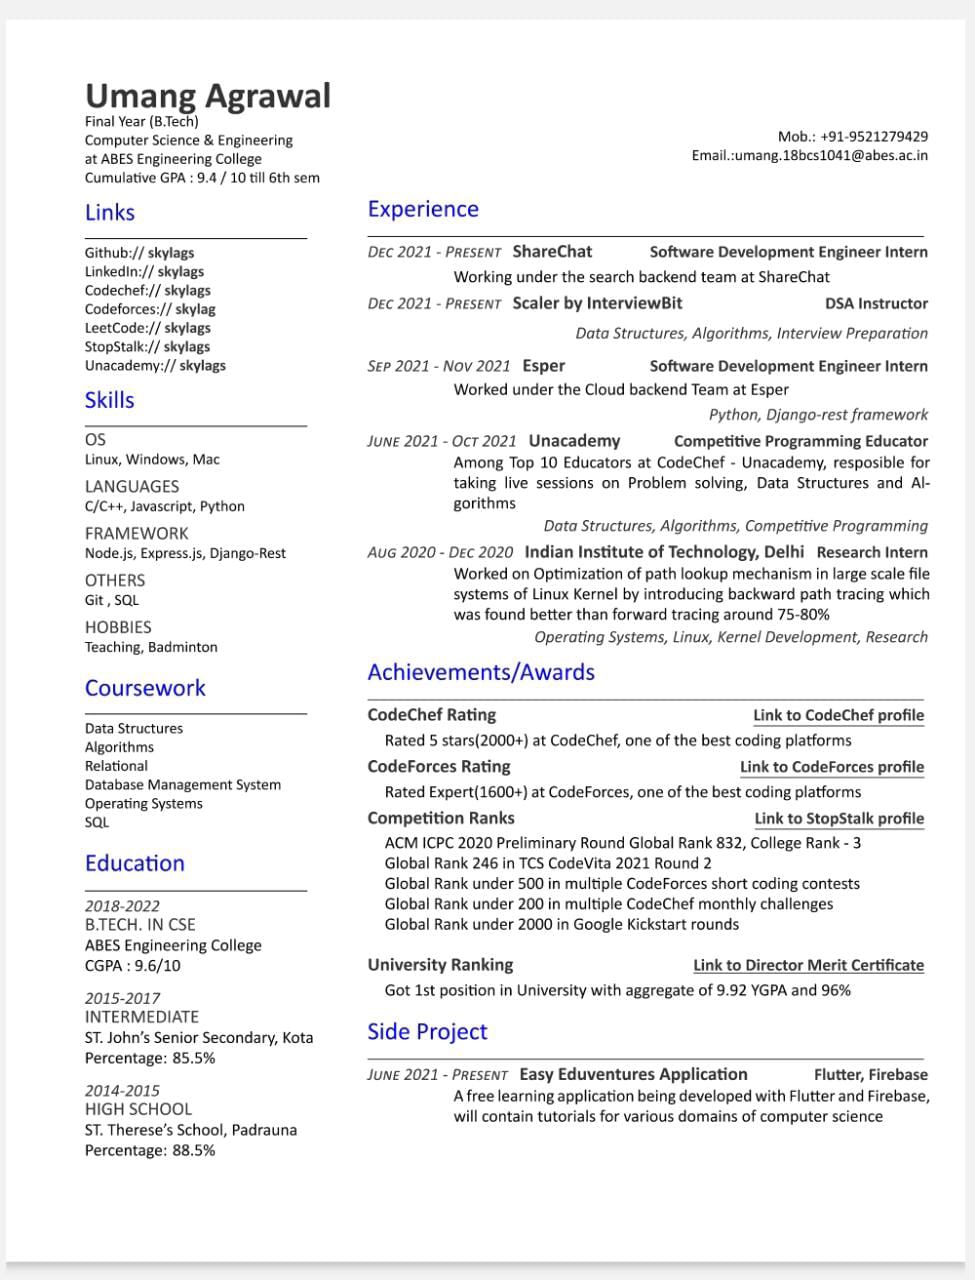 Umang Agrawal
Final Year (B.Tech)
Computer Science & Engineering
at ABES Engineering College
Cumulative GPA : 9.4 / 10 till 6th sem
Mob.: +91-9521279429
Email.:umang.18bcs1041@abes.ac.in
Links
Github:// skylags
LinkedIn:// skylags
Codechef:// skylags
Codeforces:// skylag
LeetCode:// skylags
StopStalk:// skylags
Unacademy:// skylags
Skills
OS
Linux, Windows, Mac
LANGUAGES
C/C++, Javascript, Python
FRAMEWORK
Node.js, Express.js, Django-Rest
OTHERS
Git , SQL
HOBBIES
Teaching, Badminton
Coursework
Data Structures
Algorithms
Relational
Database Management System
Operating Systems
SQL
Education
2018-2022
B.TECH. IN CSE
ABES Engineering College
CGPA : 9.6/10
2015-2017
INTERMEDIATE
ST. John's Senior Secondary, Kota
Percentage: 85.5%
2014-2015
HIGH SCHOOL
ST. Therese's School, Padrauna
Percentage: 88.5%
Experience
DEC 2021 - PRESENT ShareChat Software Development Engineer Intern
Working under the search backend team at ShareChat
DEC 2021 - PRESENT Scaler by InterviewBit DSA Instructor
Data Structures, Algorithms, Interview Preparation
SEP 2021 - NOV 2021 Esper Software Development Engineer Intern
Worked under the Cloud backend Team at Esper
Python, Django-rest framework
JUNE 2021 - OCT 2021 Unacademy Competitive Programming Educator
Among Top 10 Educators at CodeChef - Unacademy, resposible for
taking live sessions on Problem solving, Data Structures and Al-
gorithms
Data Structures, Algorithms, Competitive Programming
AUG 2020 - DEC 2020 Indian Institute of Technology, Delhi Research Intern
Worked on Optimization of path lookup mechanism in large scale file
systems of Linux Kernel by introducing backward path tracing which
was found better than forward tracing around 75-80%
Operating Systems, Linux, Kernel Development, Research
Achievements/Awards
CodeChef Rating Link to CodeChef profile
Rated 5 stars(2000+) at CodeChef, one of the best coding platforms
CodeForces Rating Link to CodeForces profile
Rated Expert(1600+) at CodeForces, one of the best coding platforms
Competition Ranks Link to StopStalk profile
ACM ICPC 2020 Preliminary Round Global Rank 832, College Rank - 3
Global Rank 246 in TCS CodeVita 2021 Round 2
Global Rank under 500 in multiple CodeForces short coding contests
Global Rank under 200 in multiple CodeChef monthly challenges
Global Rank under 2000 in Google Kickstart rounds
University Ranking Link to Director Merit Certificate
Got 1st position in University with aggregate of 9.92 YGPA and 96%
Side Project
JUNE 2021 - PRESENT Easy Eduventures Application Flutter, Firebase
A free learning application being developed with Flutter and Firebase,
will contain tutorials for various domains of computer science